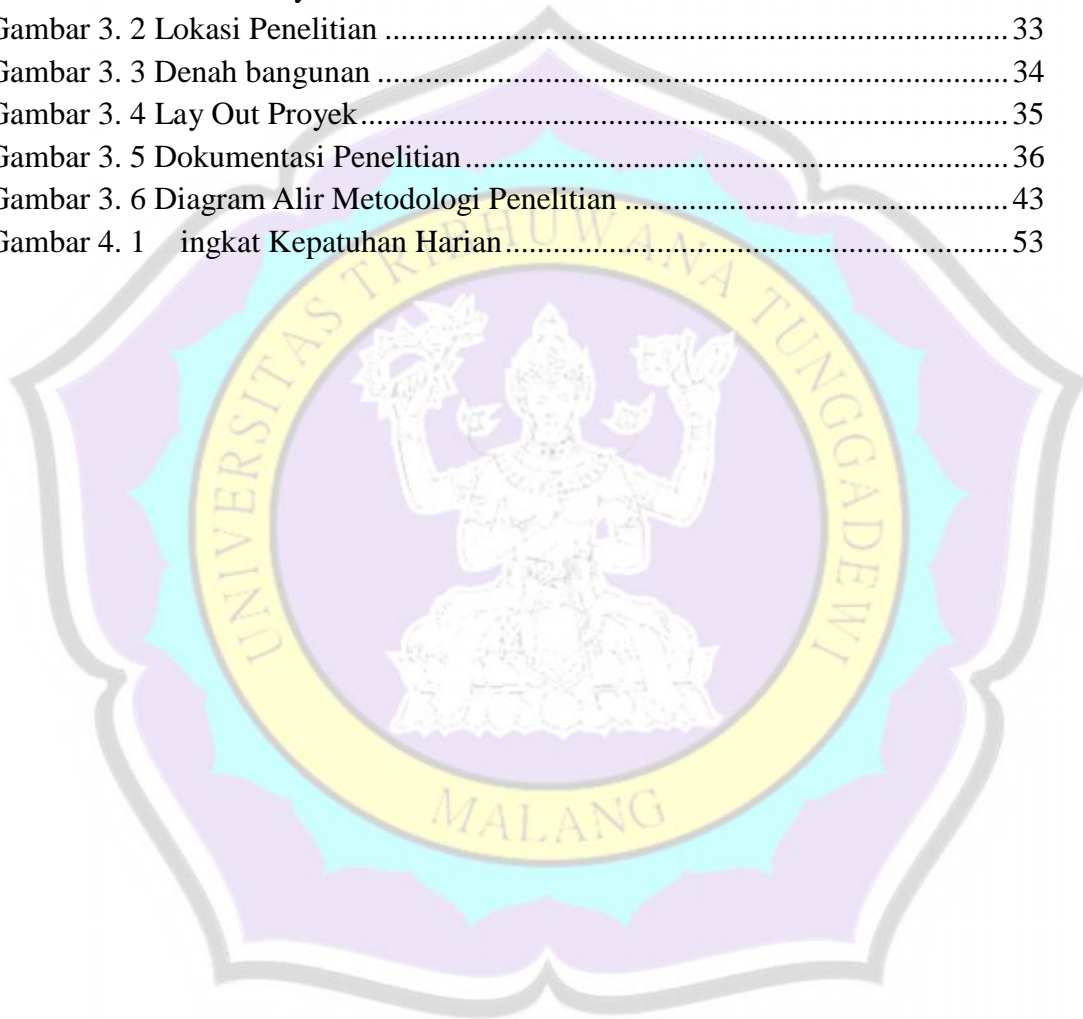 Gambar 3. 2 Lokasi Penelitian ........................................................................ 33
Gambar 3. 3 Denah bangunan ........................................................................ 34
Gambar 3. 4 Lay Out Proyek ........................................................................ 35
Gambar 3. 5 Dokumentasi Penelitian ........................................................................ 36
Gambar 3. 6 Diagram Alir Metodologi Penelitian ........................................................................ 43
Gambar 4. 1 ingkat Kepatuhan Harian ........................................................................ 53
UNIVERSITAS TRIBHUWANA TUNGGADEWI
MALANG